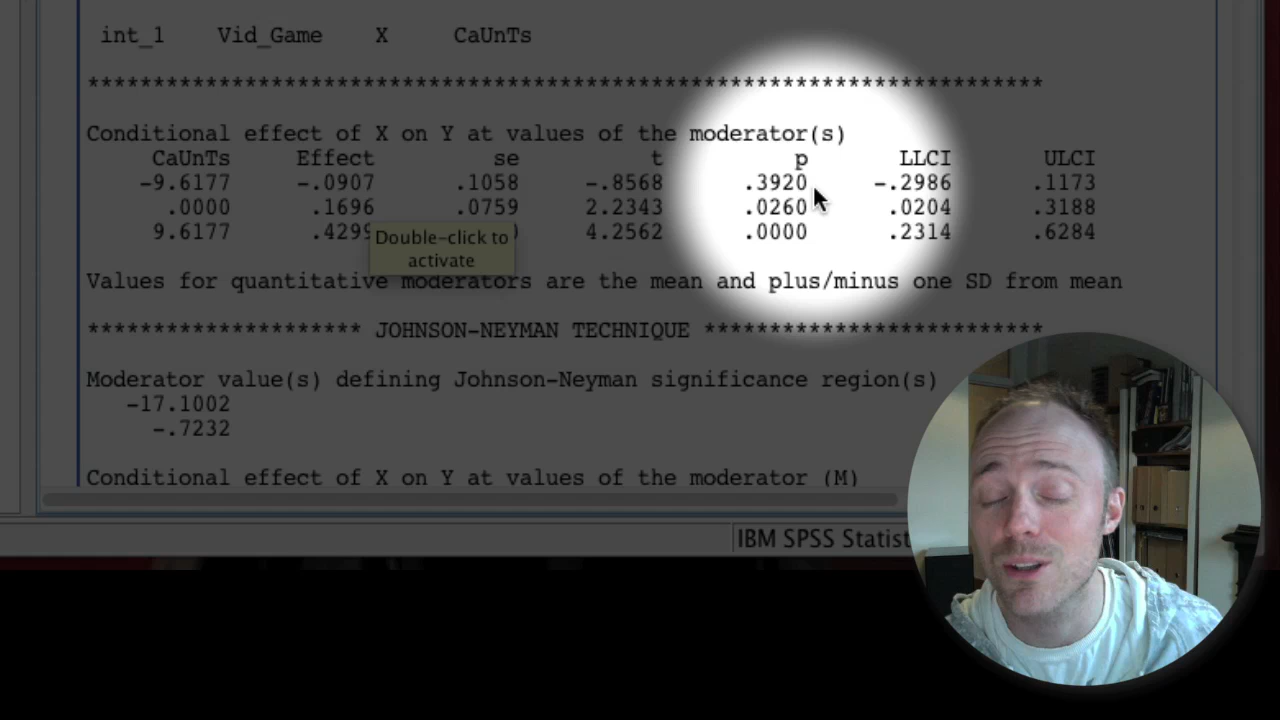 int_1 Vid_Game X CaUnTs
*************************************************************************
Conditional effect of X on Y at values of the moderator(s)
CaUnTs Effect se t p LLCI ULCI
-9.6177 -.0907 .1058 -.8568 .3920 -.2986 .1173
.0000 .1696 .0759 2.2343 .0260 .0204 .3188
9.6177 .4299 4.2562 .0000 .2314 .6284
Double-click to
activate
Values for quantitative moderators are the mean and plus/minus one SD from mean
********************* JOHNSON-NEYMAN TECHNIQUE **************************
Moderator value(s) defining Johnson-Neyman significance region(s)
-17.1002
-.7232
Conditional effect of X on Y at values of the moderator (M)
IBM SPSS